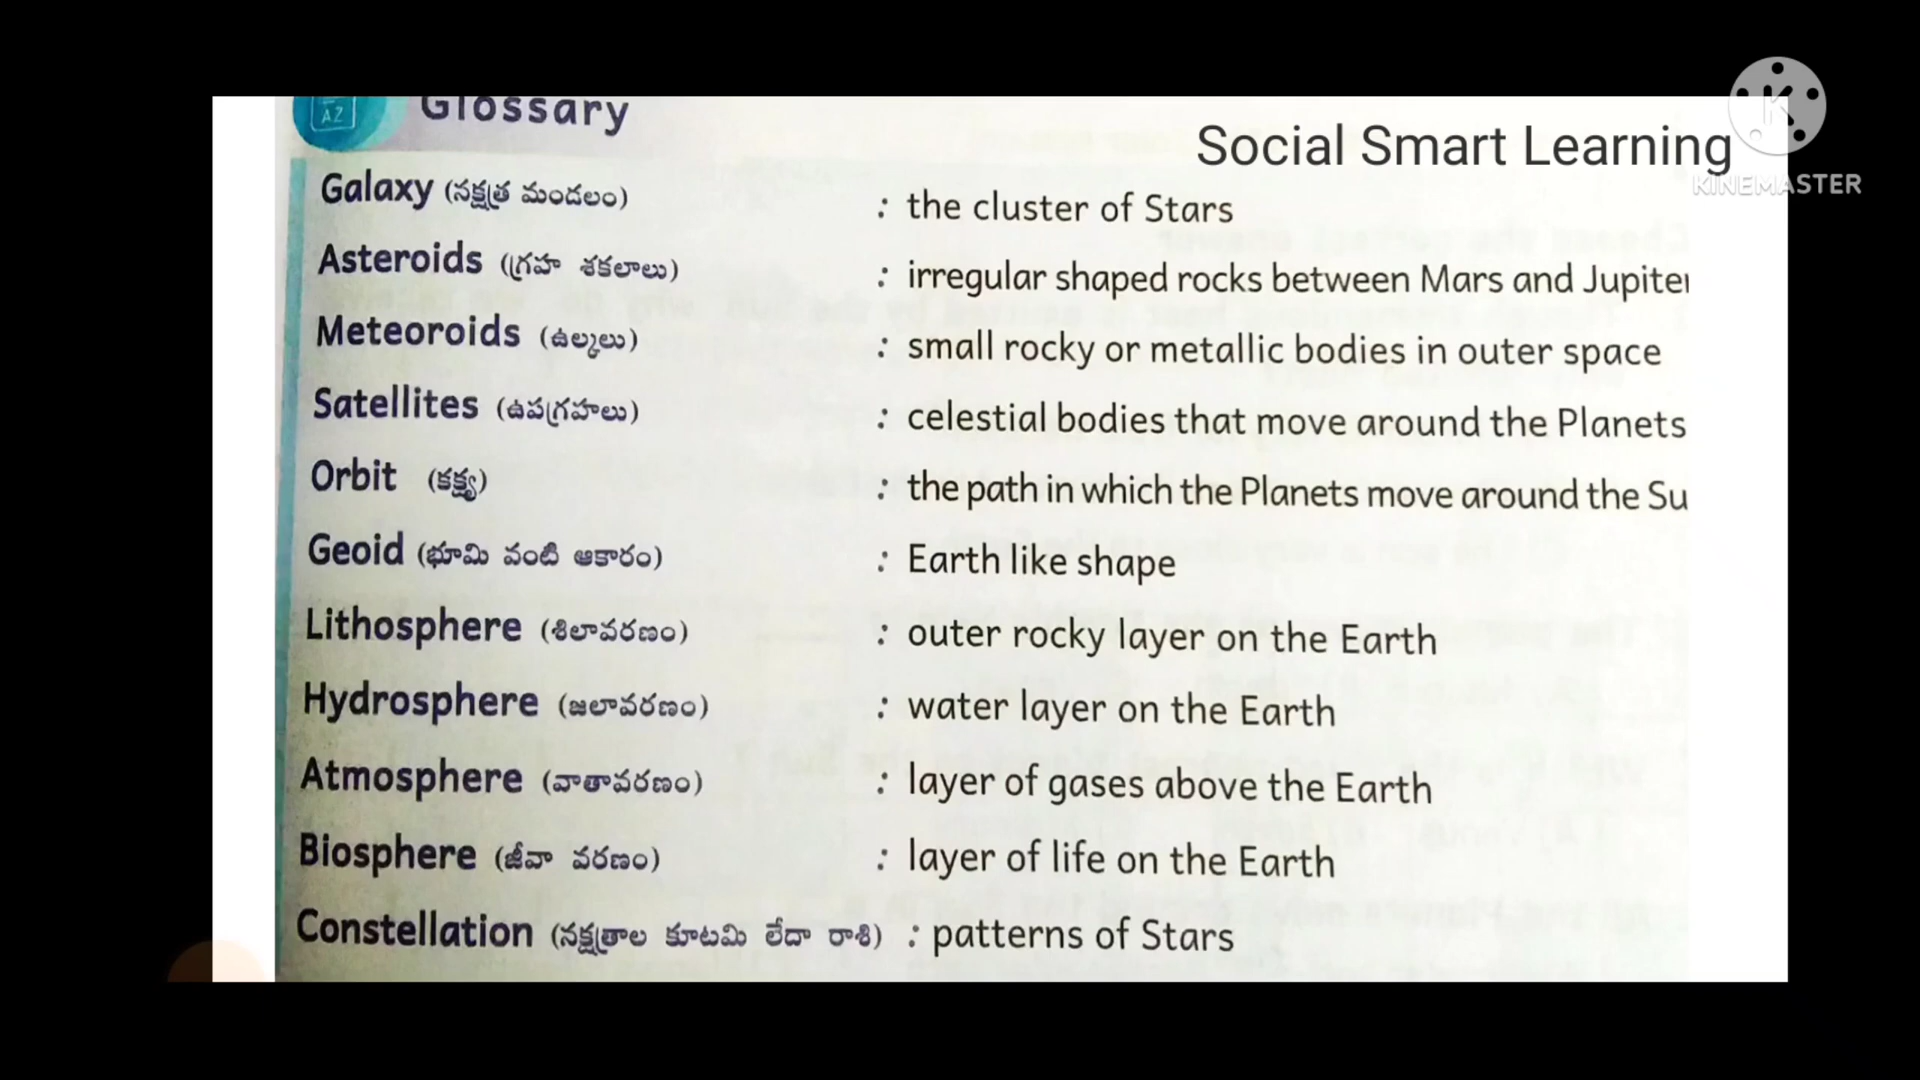 AZ
Glossary
Social Smart Learning
KINEMASTER
Galaxy (నక్షత్ర మండలం) : the cluster of Stars
Asteroids (గ్రహ శకలాలు) : irregular shaped rocks between Mars and Jupiter
Meteoroids (ఉల్కలు) : small rocky or metallic bodies in outer space
Satellites (ఉపగ్రహలు) : celestial bodies that move around the Planets
Orbit (కక్ష్య) : the path in which the Planets move around the Su
Geoid (భూమి వంటి ఆకారం) : Earth like shape
Lithosphere (శిలావరణం) : outer rocky layer on the Earth
Hydrosphere (జలావరణం) : water layer on the Earth
Atmosphere (వాతావరణం) : layer of gases above the Earth
Biosphere (జీవా వరణం) : layer of life on the Earth
Constellation (నక్షత్రాల కూటమి లేదా రాశి) : patterns of Stars